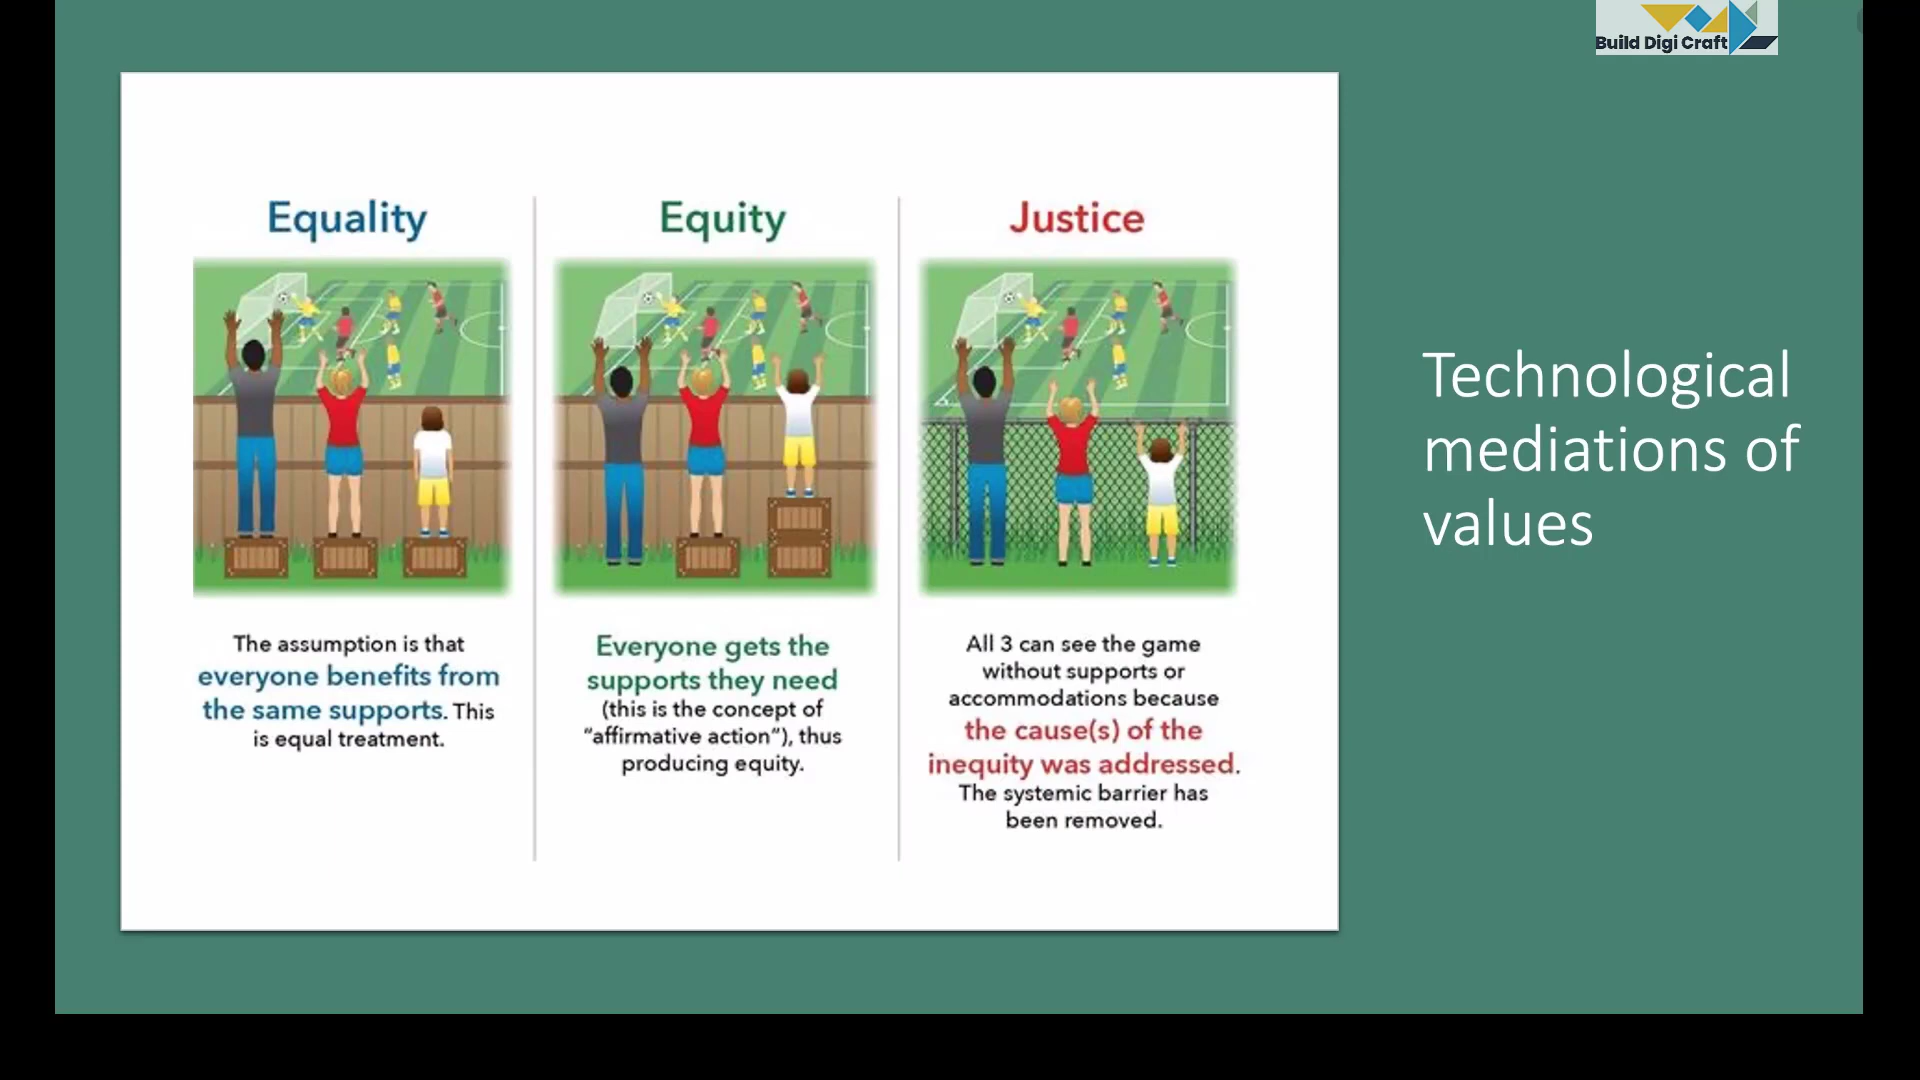 Build Digi Craft
Equality
Equity
Justice
The assumption is that
everyone benefits from
the same supports. This
is equal treatment.
Everyone gets the
supports they need
(this is the concept of
“affirmative action”), thus
producing equity.
All 3 can see the game
without supports or
accommodations because
the cause(s) of the
inequity was addressed.
The systemic barrier has
been removed.
Technological
mediations of
values